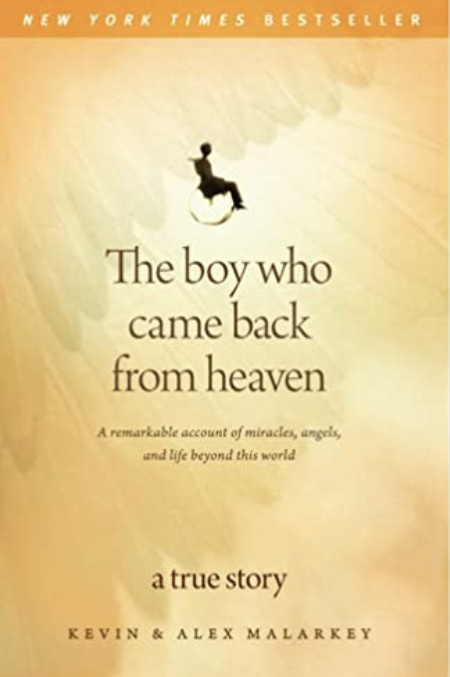 NEW YORK TIMES BESTSELLER
The boy who
came back
from heaven
A remarkable account of miracles, angels,
and life beyond this world
a true story
KEVIN & ALEX MALARKEY